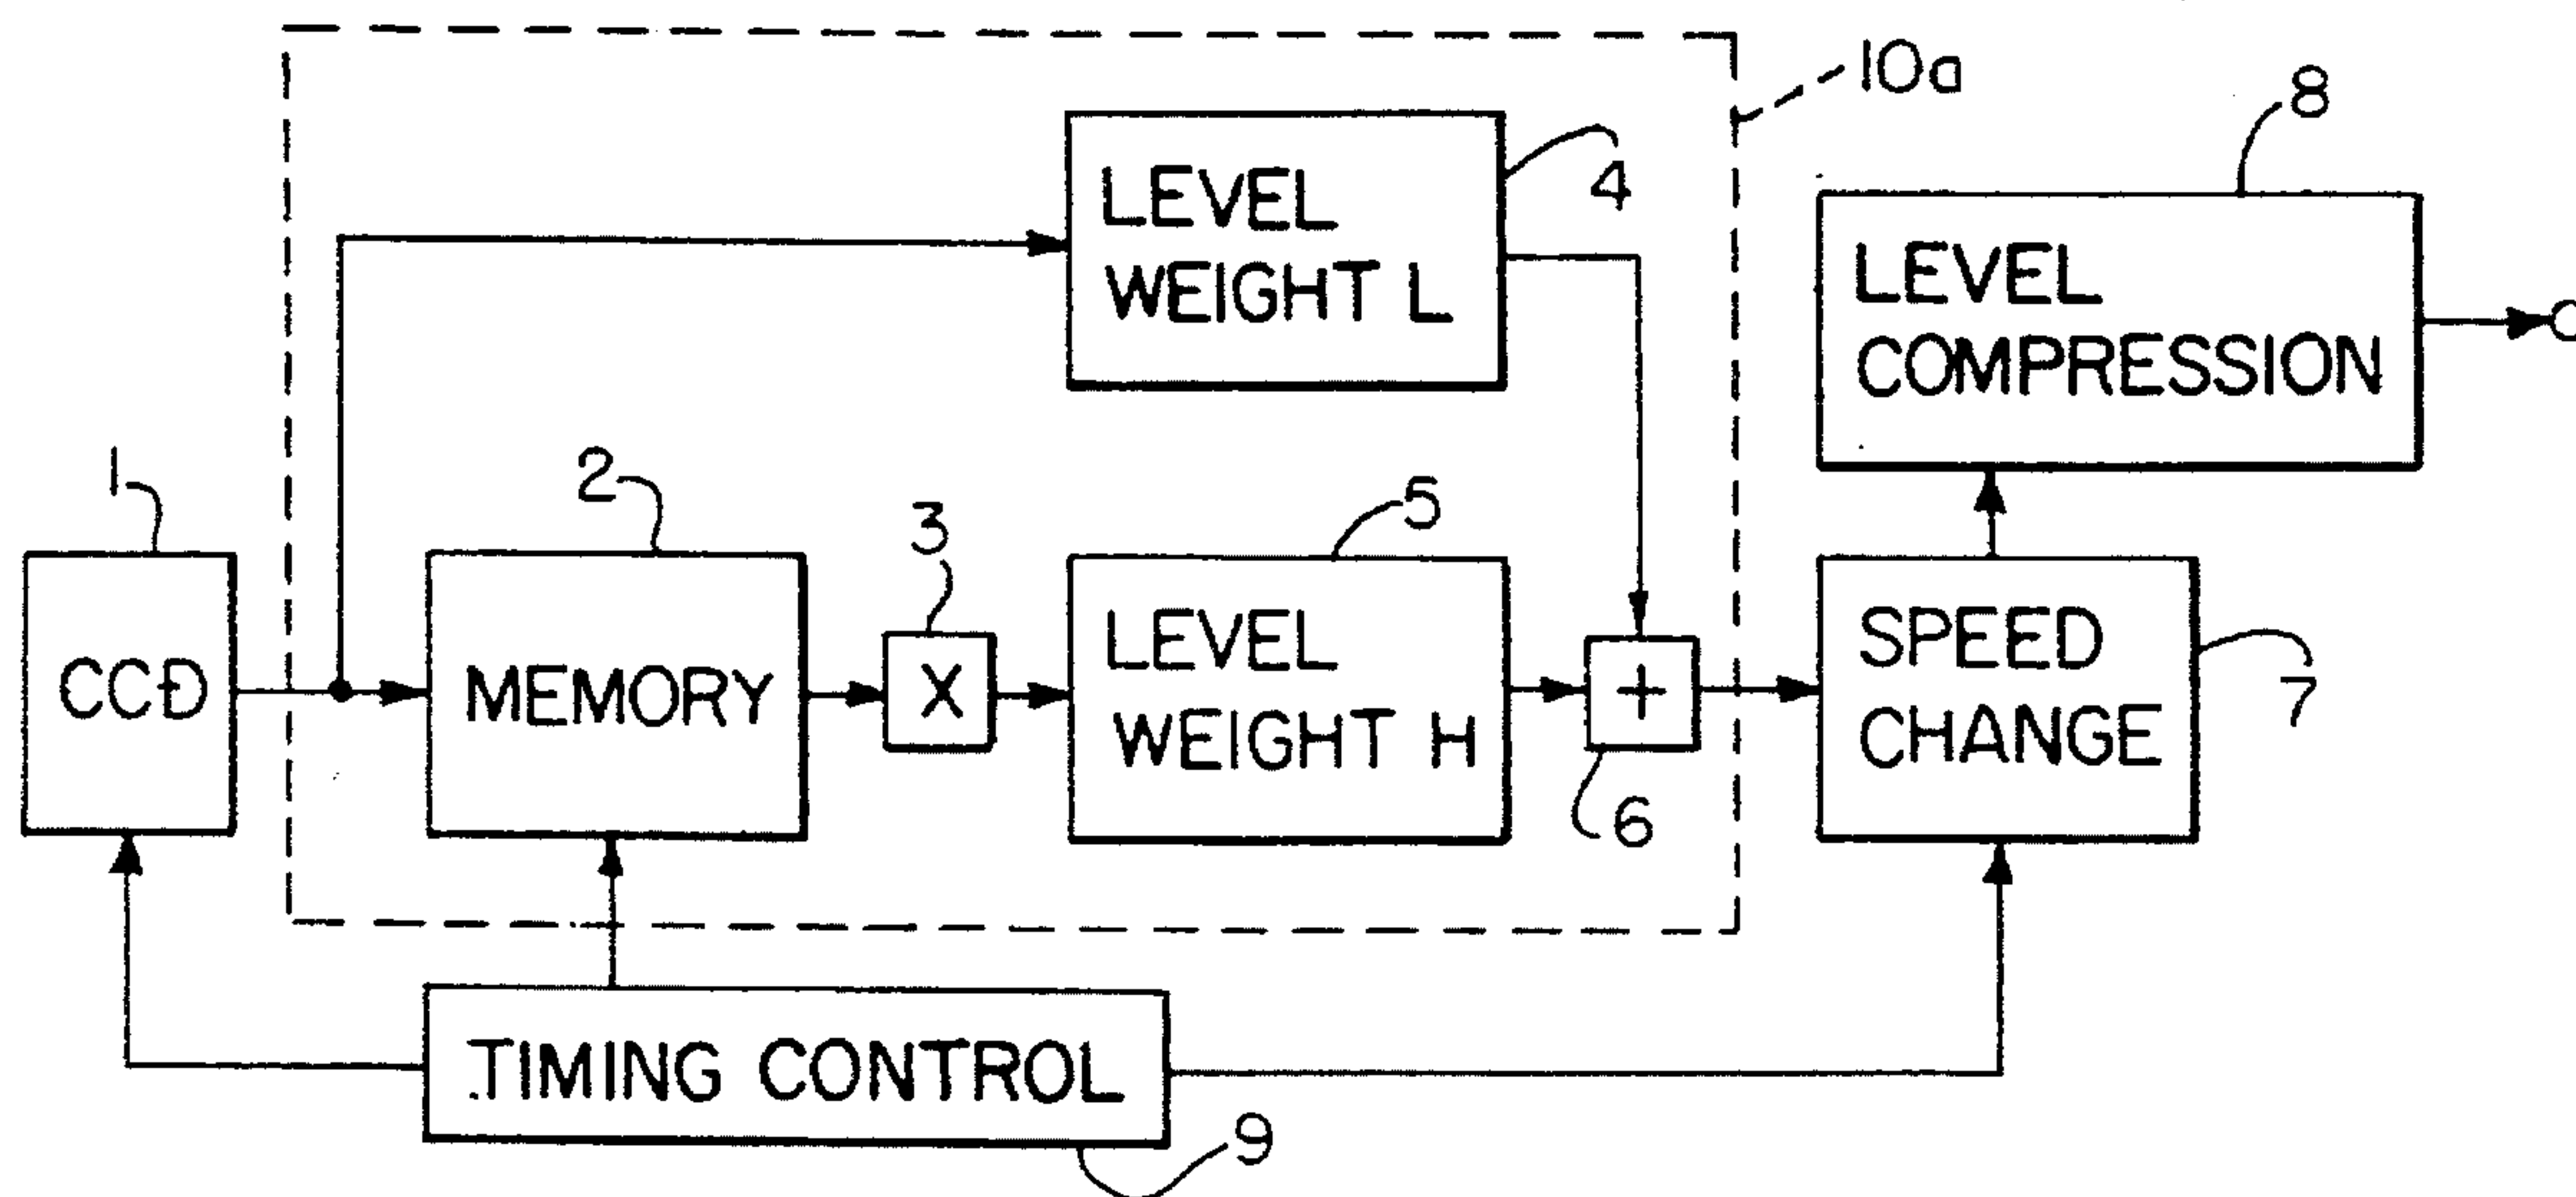 10a
8
4
LEVEL
WEIGHT L
LEVEL
COMPRESSION
1
2
3
5
CCD
MEMORY
X
LEVEL
WEIGHT H
+
SPEED
CHANGE
7
6
TIMING CONTROL
9